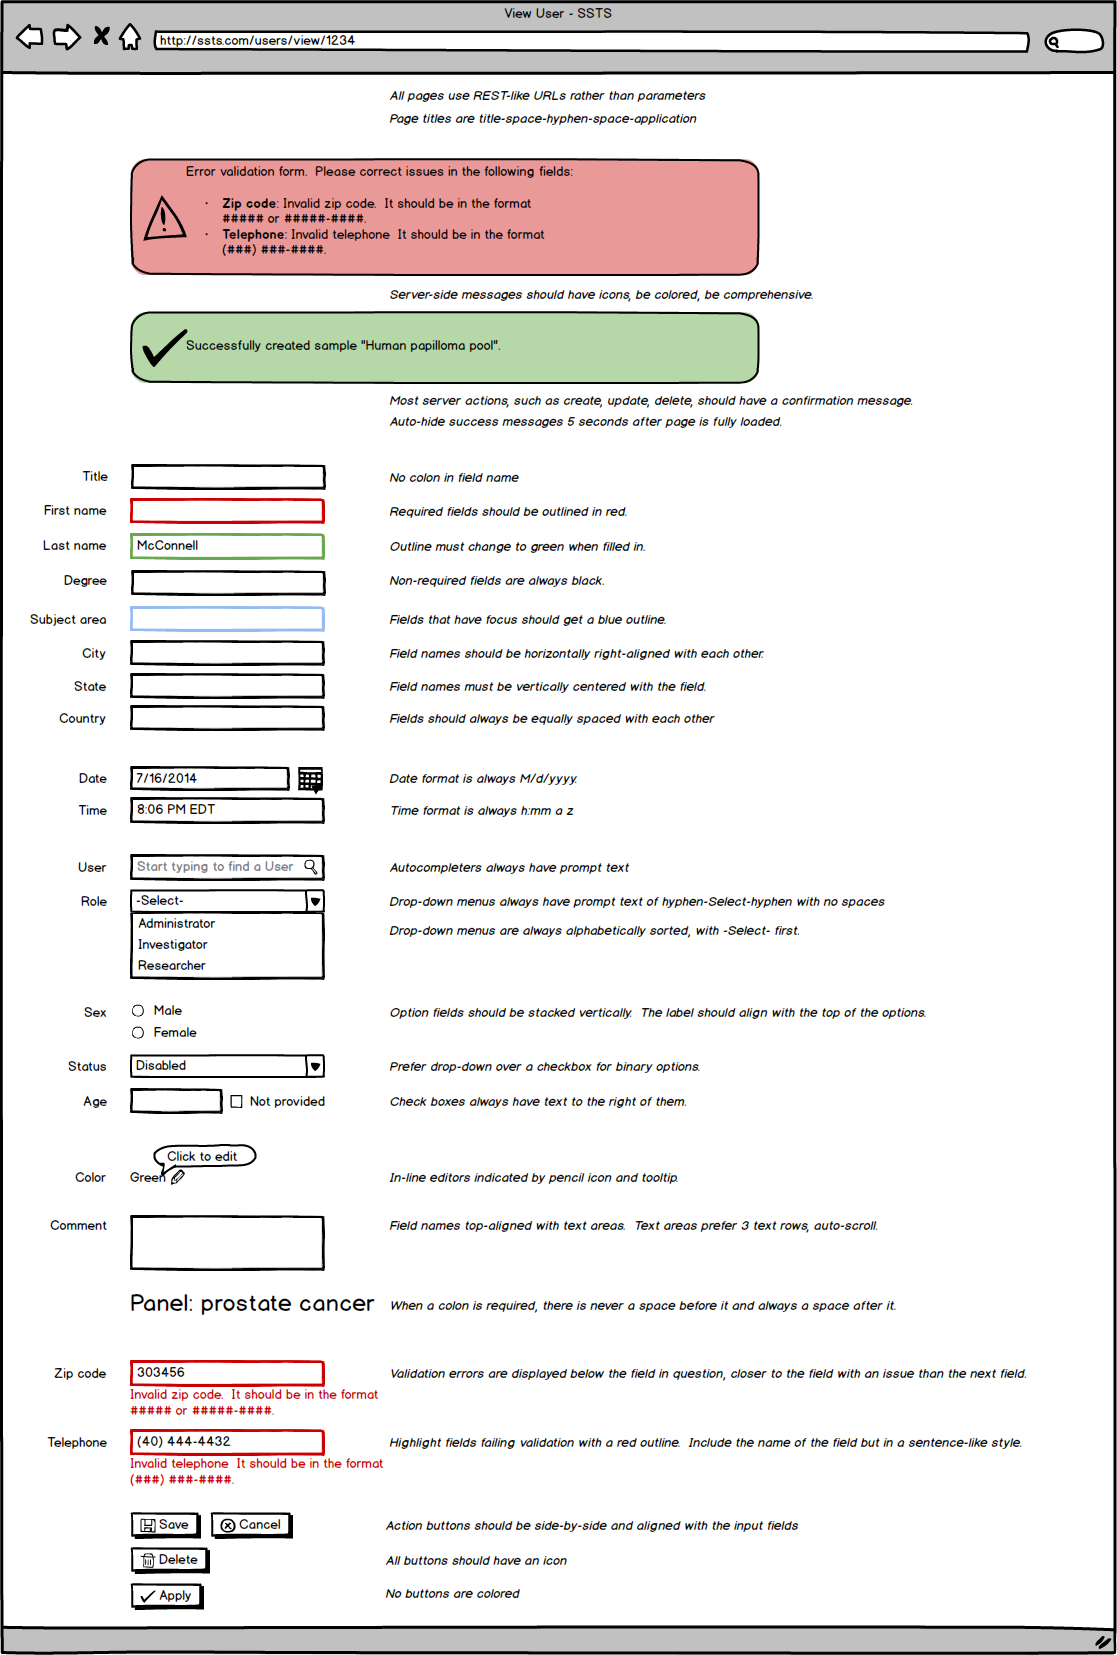 View User - SSTS
http://ssts.com/users/view/1234
All pages use REST-like URLs rather than parameters
Page titles are title-space-hyphen-space-application
Error validation form.  Please correct issues in the following fields:
· Zip code: Invalid zip code.  It should be in the format
##### or #####-####.
· Telephone: Invalid telephone  It should be in the format
(###) ###-####.
Server-side messages should have icons, be colored, be comprehensive.
Successfully created sample "Human papilloma pool".
Most server actions, such as create, update, delete, should have a confirmation message.
Auto-hide success messages 5 seconds after page is fully loaded.
Title No colon in field name
First name Required fields should be outlined in red.
Last name McConnell Outline must change to green when filled in.
Degree Non-required fields are always black.
Subject area Fields that have focus should get a blue outline.
City Field names should be horizontally right-aligned with each other.
State Field names must be vertically centered with the field.
Country Fields should always be equally spaced with each other
Date 7/16/2014 Date format is always M/d/yyyy.
Time 8:06 PM EDT Time format is always h:mm a z
User Start typing to find a User Autocompleters always have prompt text
Role -Select- Drop-down menus always have prompt text of hyphen-Select-hyphen with no spaces
Administrator
Drop-down menus are always alphabetically sorted, with -Select- first.
Investigator
Researcher
Sex Male Option fields should be stacked vertically.  The label should align with the top of the options.
Female
Status Disabled Prefer drop-down over a checkbox for binary options.
Age Not provided Check boxes always have text to the right of them.
Click to edit
Color Green In-line editors indicated by pencil icon and tooltip.
Comment Field names top-aligned with text areas.  Text areas prefer 3 text rows, auto-scroll.
Panel: prostate cancer When a colon is required, there is never a space before it and always a space after it.
Zip code 303456 Validation errors are displayed below the field in question, closer to the field with an issue than the next field.
Invalid zip code.  It should be in the format
##### or #####-####.
Telephone (40) 444-4432 Highlight fields failing validation with a red outline.  Include the name of the field but in a sentence-like style.
Invalid telephone  It should be in the format
(###) ###-####.
Save Cancel Action buttons should be side-by-side and aligned with the input fields
Delete All buttons should have an icon
Apply No buttons are colored